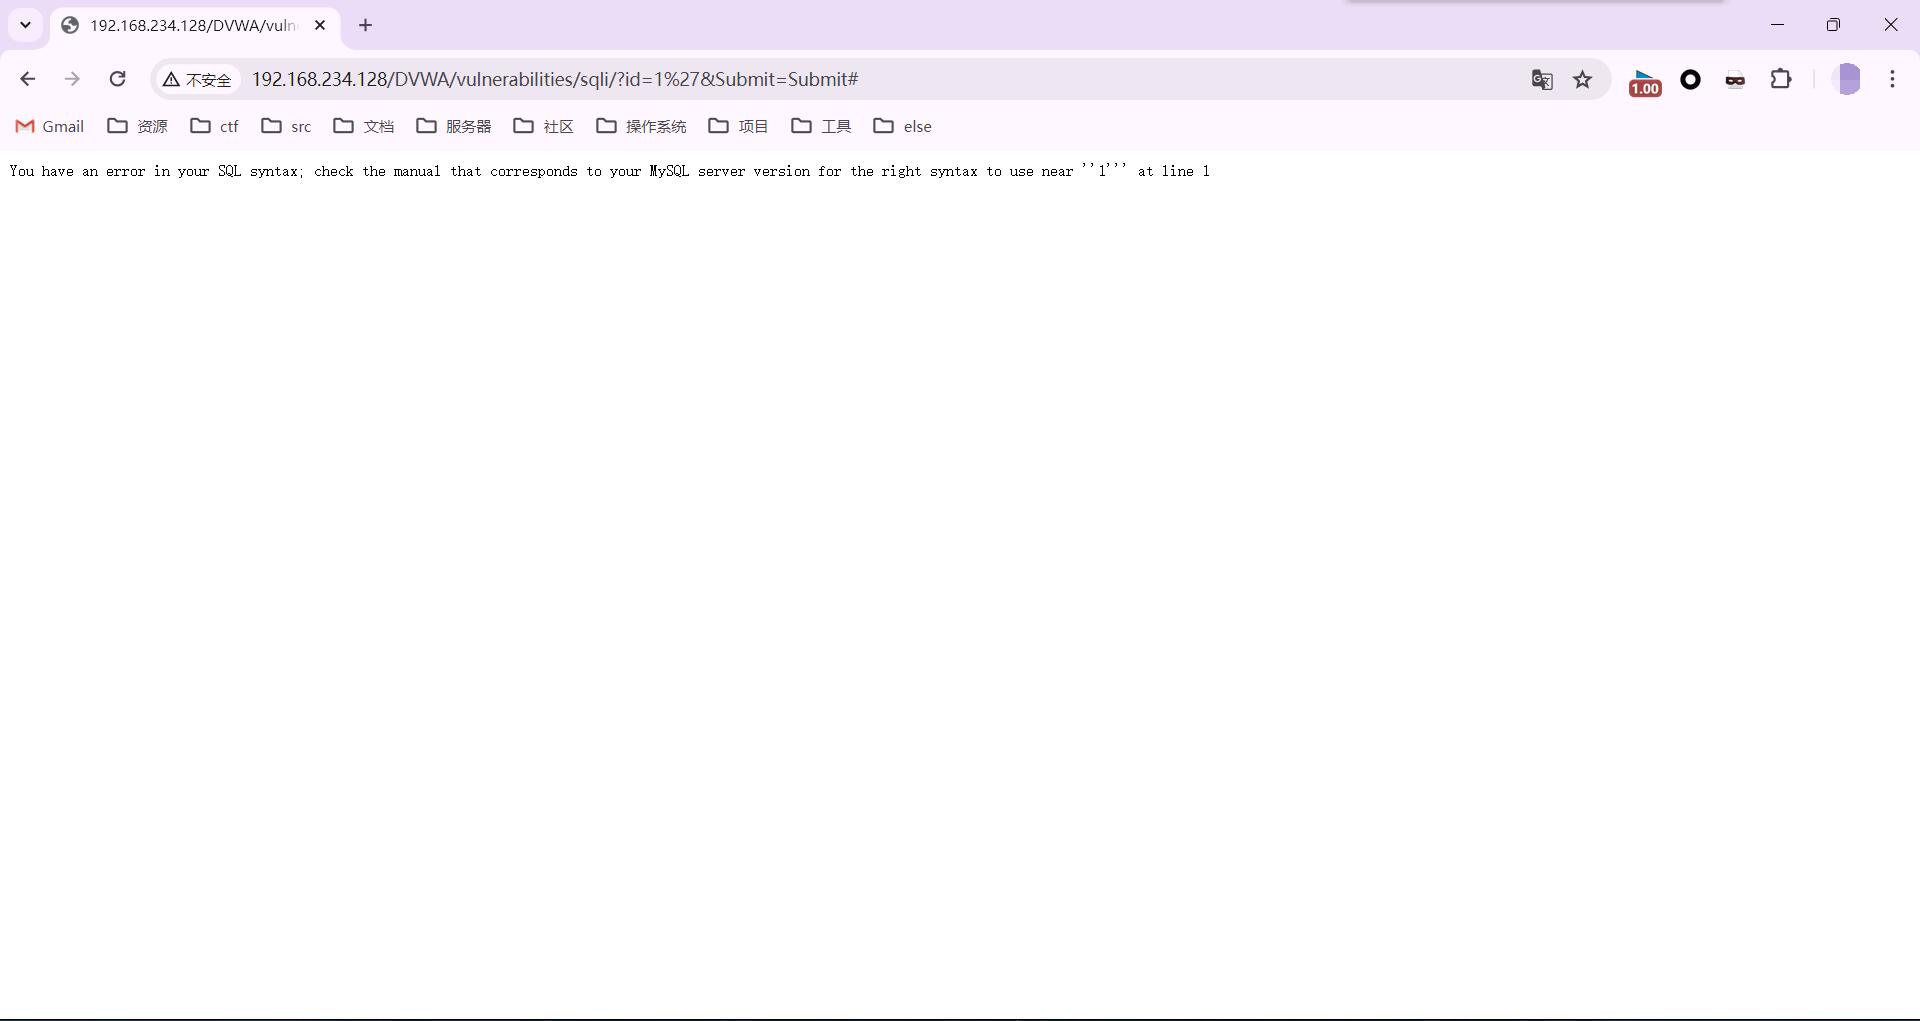 192.168.234.128/DVWA/vuln
不安全 192.168.234.128/DVWA/vulnerabilities/sqli/?id=1%27&Submit=Submit# 1.00
Gmail 资源 ctf src 文档 服务器 社区 操作系统 项目 工具 else
You have an error in your SQL syntax; check the manual that corresponds to your MySQL server version for the right syntax to use near ''1''' at line 1